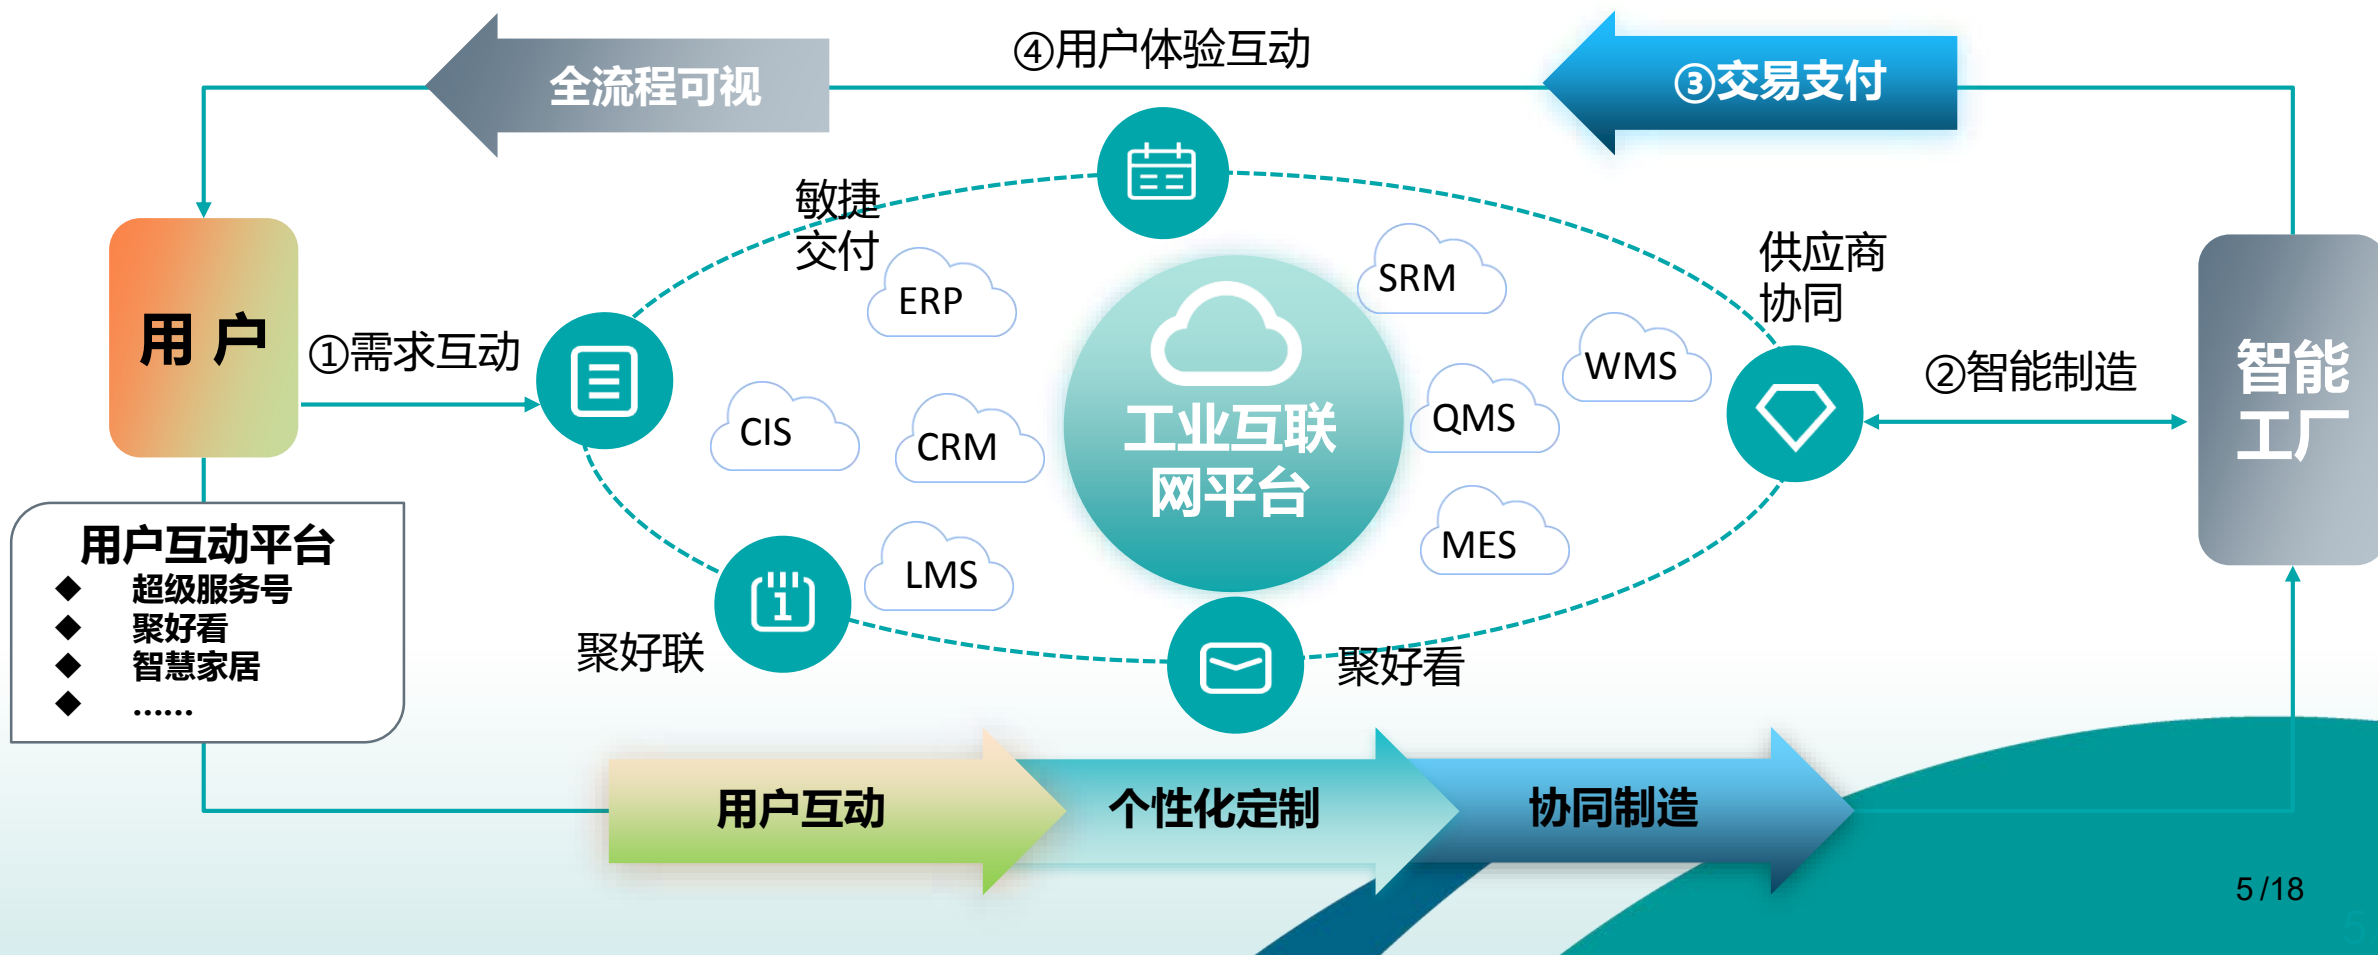 ④用户体验互动
全流程可视
③交易支付
敏捷
交付
供应商
协同
ERP
SRM
用 户
①需求互动
WMS
②智能制造
智能
工厂
CIS
CRM
QMS
工业互联
网平台
MES
LMS
用户互动平台
◆ 超级服务号
◆ 聚好看
◆ 智慧家居
◆ ……
聚好联
聚好看
用户互动
个性化定制
协同制造
5 /18
5